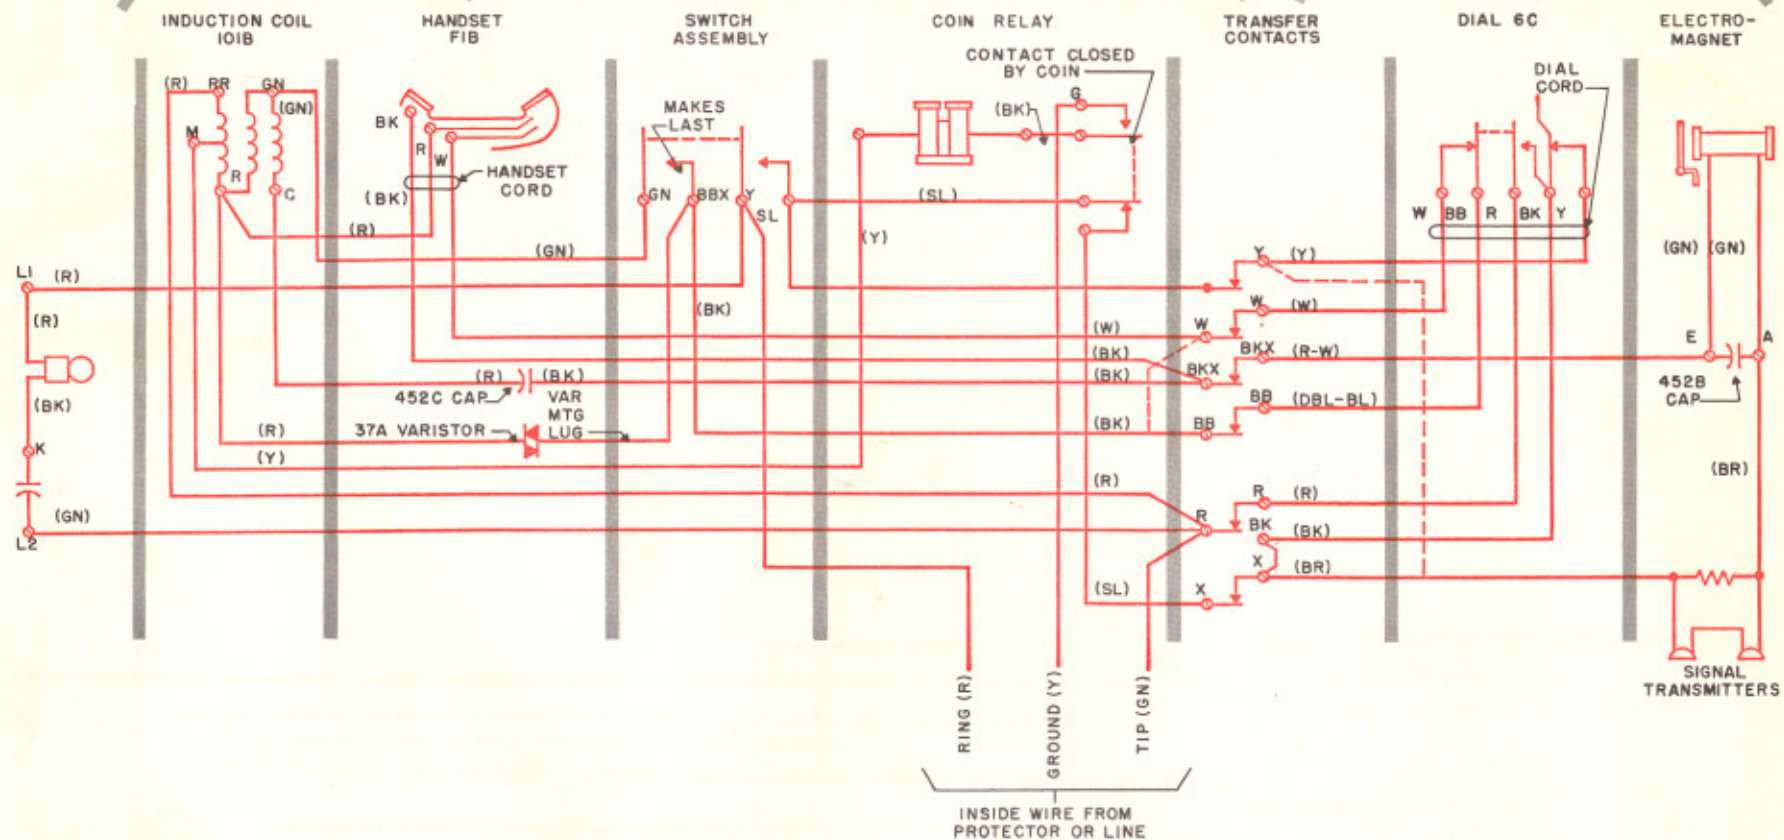 INDUCTION COIL
101B
HANDSET
F1B
SWITCH
ASSEMBLY
COIN RELAY
TRANSFER
CONTACTS
DIAL 6C
ELECTRO-
MAGNET
CONTACT CLOSED
BY COIN
DIAL
CORD
(R) RR GN
(GN)
M
R
C
BK
R
W
(BK)
HANDSET
CORD
(R)
(GN)
MAKES
LAST
GN
BBX
Y
SL
(BK)
G
(BK)
(SL)
(Y)
W BB R BK Y
(GN) (GN)
L1 (R)
(R)
(BK)
K
(GN)
L2
Y (Y)
W (W)
(W) W
BKX (R-W)
(BK)
(BK) BKX
BB (DBL-BL)
(BK) BB
E A
452B
CAP
(R) (BK)
452C CAP
VAR
MTG
LUG
37A VARISTOR
(R)
(Y)
(R)
R (R)
R
BK (BK)
X (BR)
(SL) X
(BR)
SIGNAL
TRANSMITTERS
RING (R)
GROUND (Y)
TIP (GN)
INSIDE WIRE FROM
PROTECTOR OR LINE